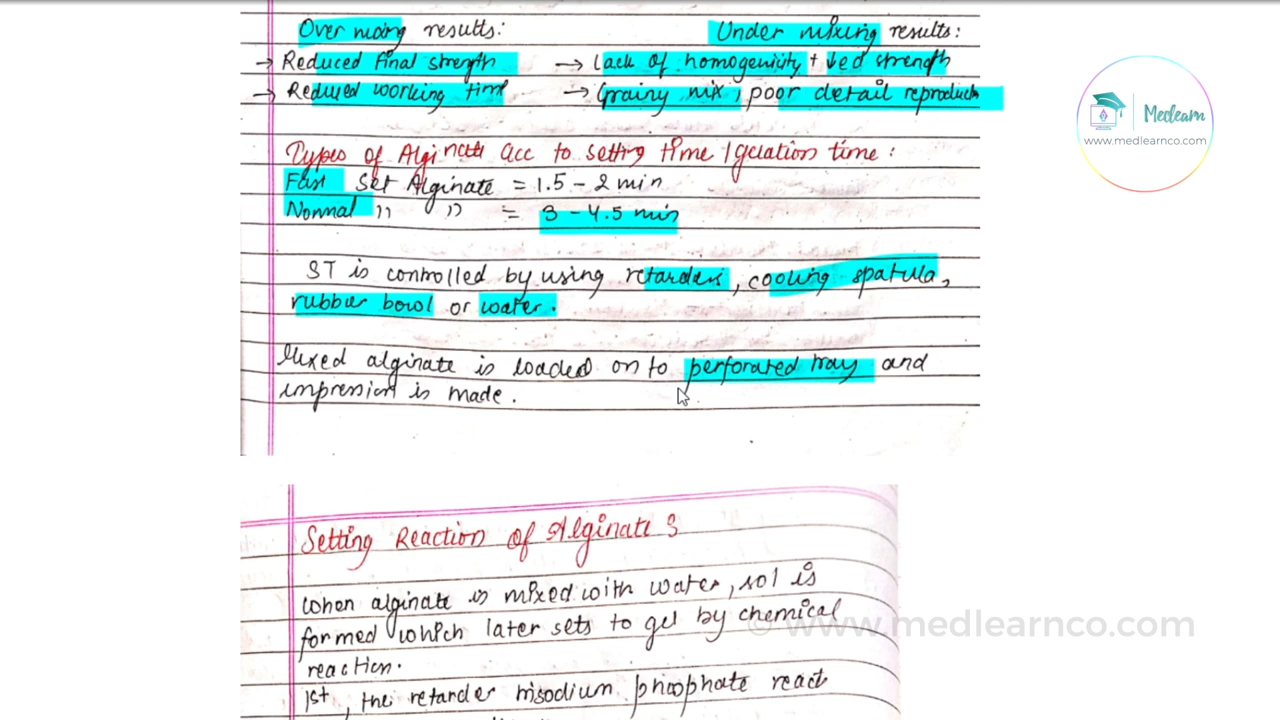 Over mixing results:
Under mixing results:
→ Reduced final strength
→ Lack of homogenicity + ↓ed strength
→ Reduced working time
→ Grainy mix, poor detail reproduch
Medlearn
www.medlearnco.com
Types of Alginate acc to setting time / gelation time :
Fast Set Alginate = 1.5 - 2 min
Normal " " = 3 - 4.5 min
ST is controlled by using retarders, cooling spatula,
rubber bowl or water.
Mixed alginate is loaded on to perforated tray and
impression is made.
Setting Reaction of Alginate :
When alginate is mixed with water, sol is
formed which later sets to gel by chemical
© www.medlearnco.com
reaction.
1st, the retarder trisodium phosphate react